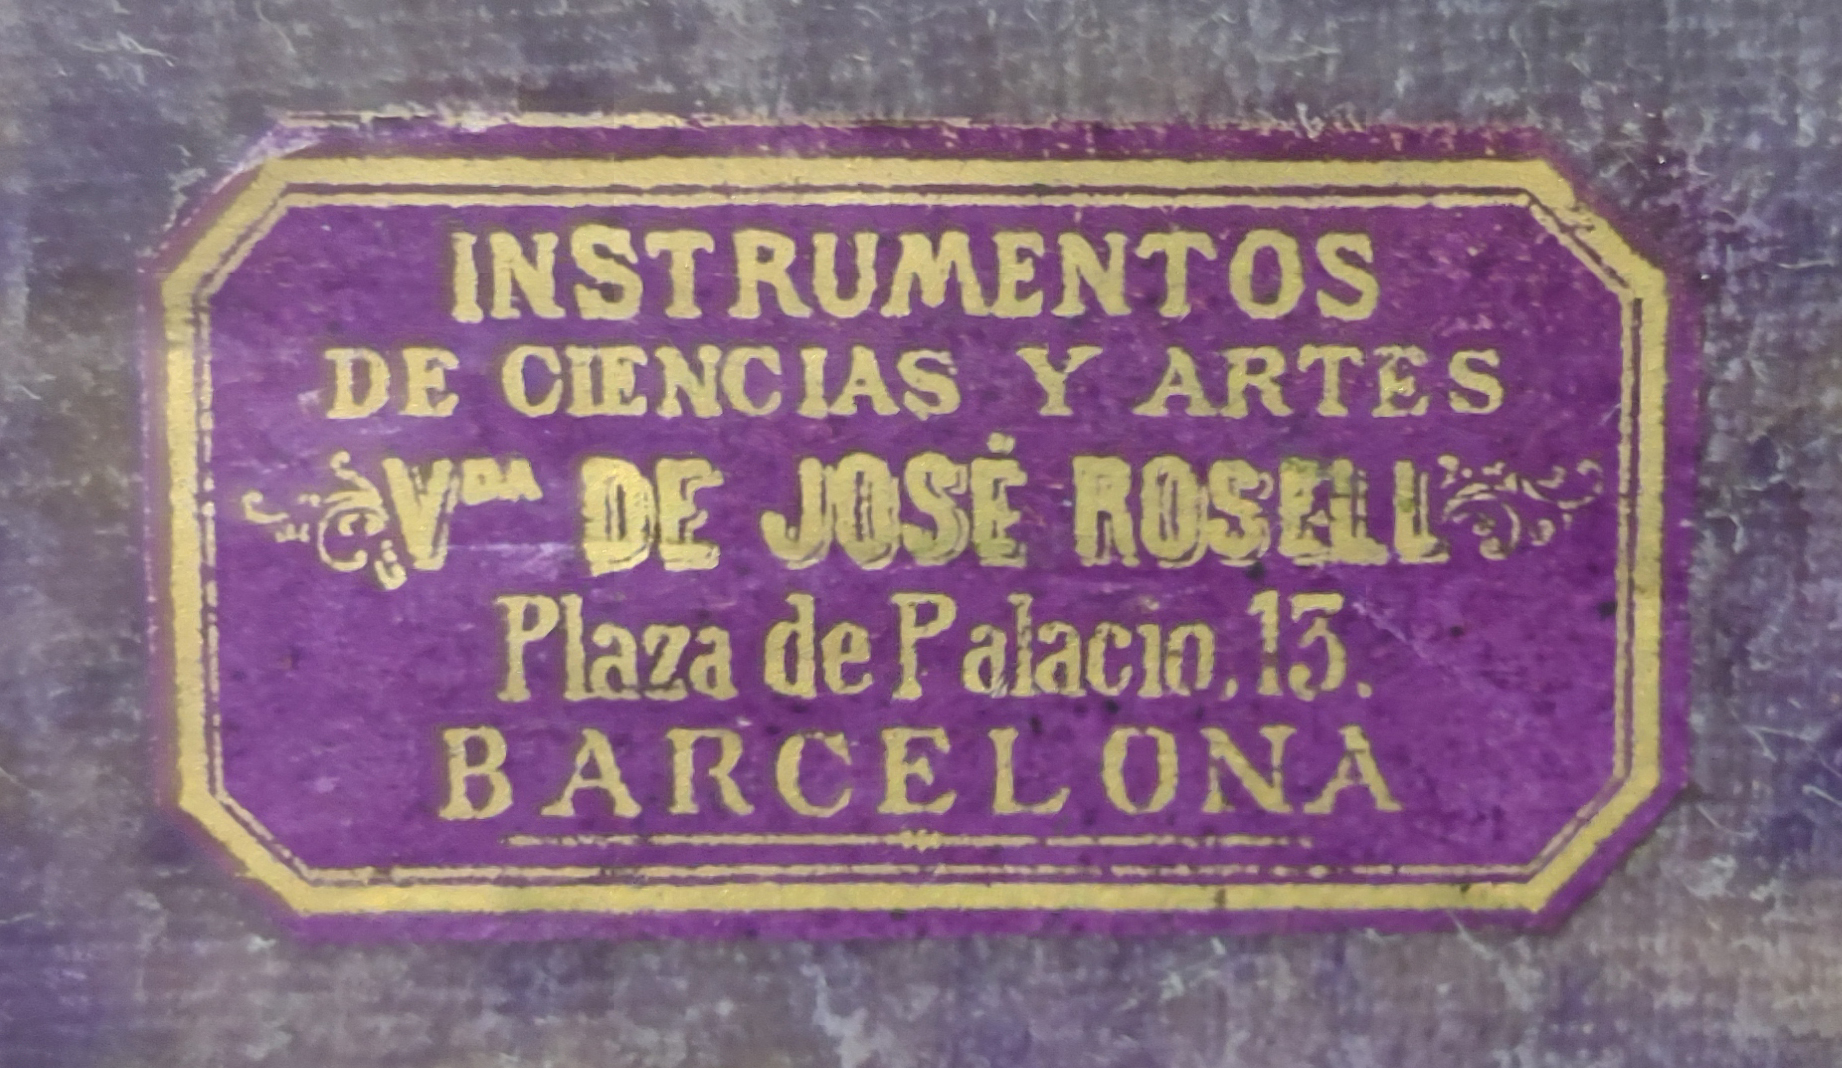 INSTRUMENTOS
DE CIENCIAS Y ARTES
Vda DE JOSÉ ROSELL
Plaza de Palacio, 13.
BARCELONA